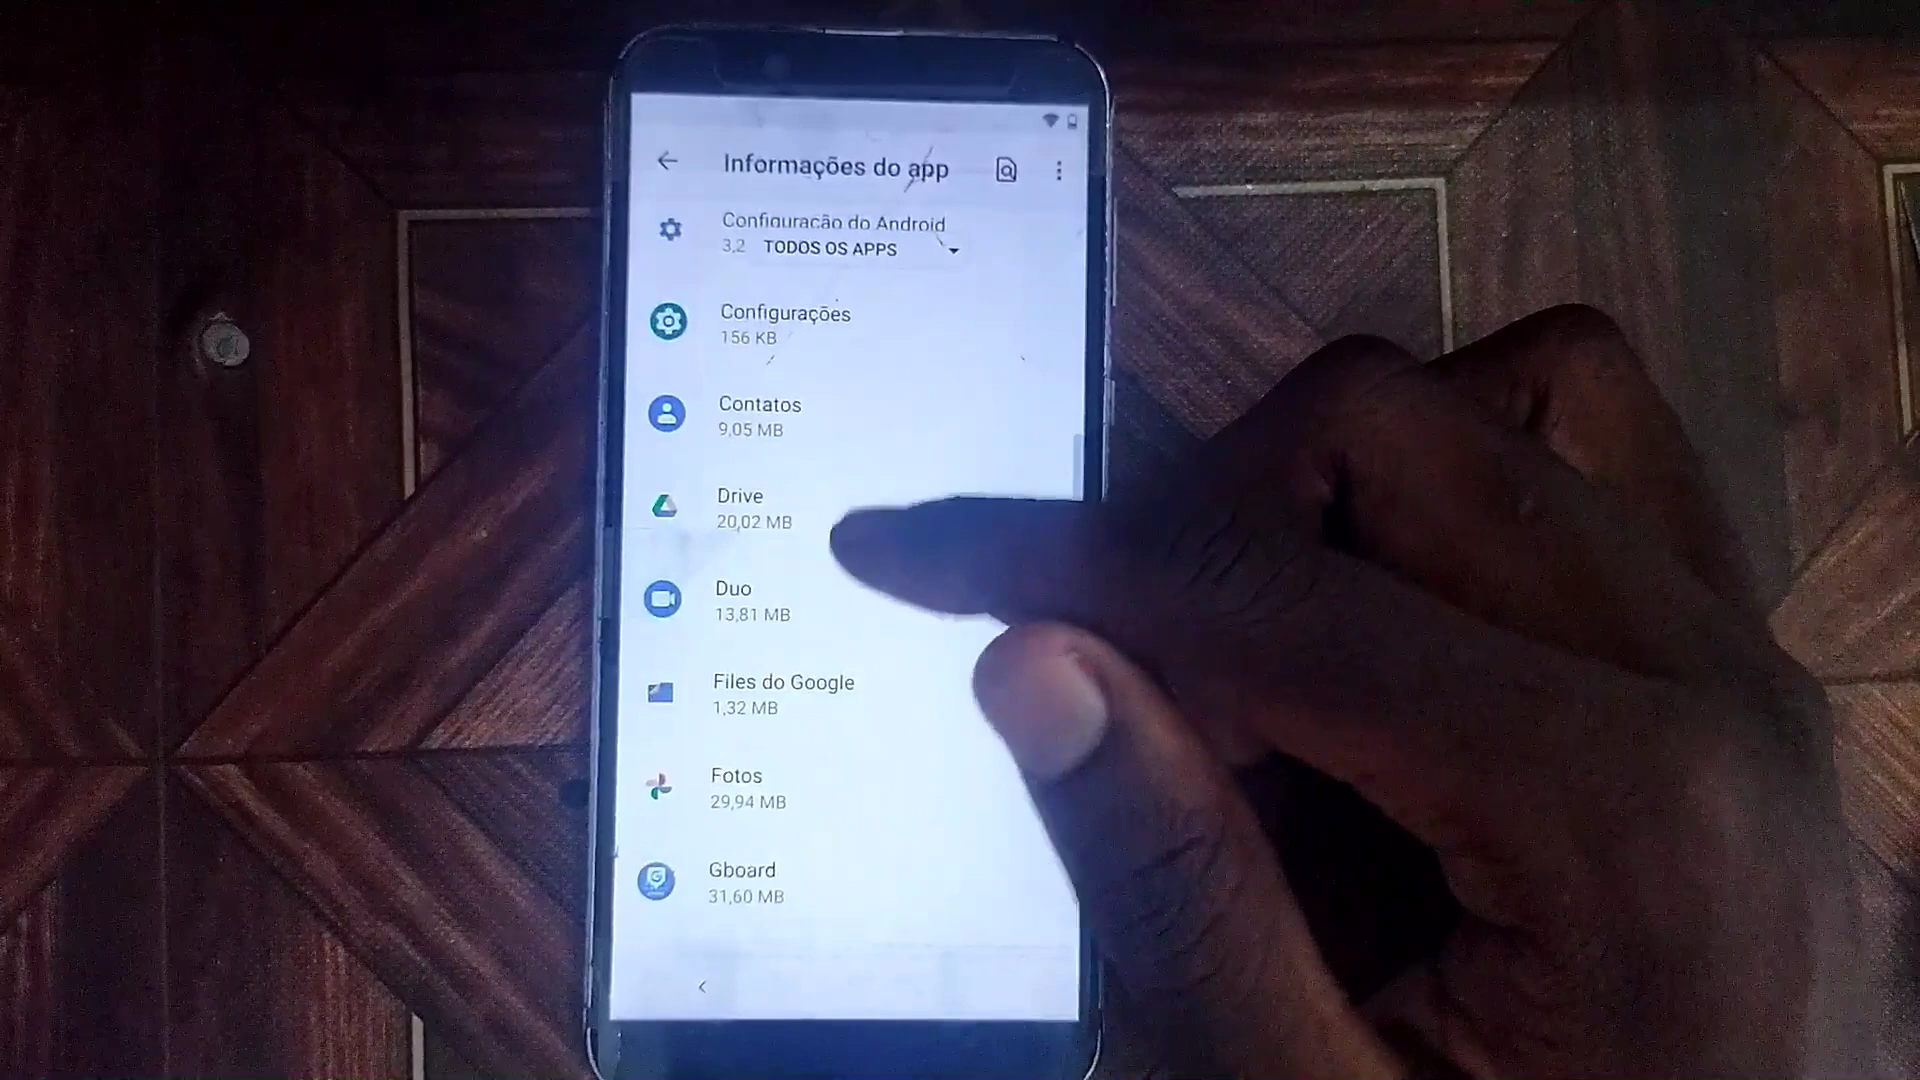 Informações do app
Configuração do Android
3,2
TODOS OS APPS
Configurações
156 KB
Contatos
9,05 MB
Drive
20,02 MB
Duo
13,81 MB
Files do Google
1,32 MB
Fotos
29,94 MB
Gboard
31,60 MB